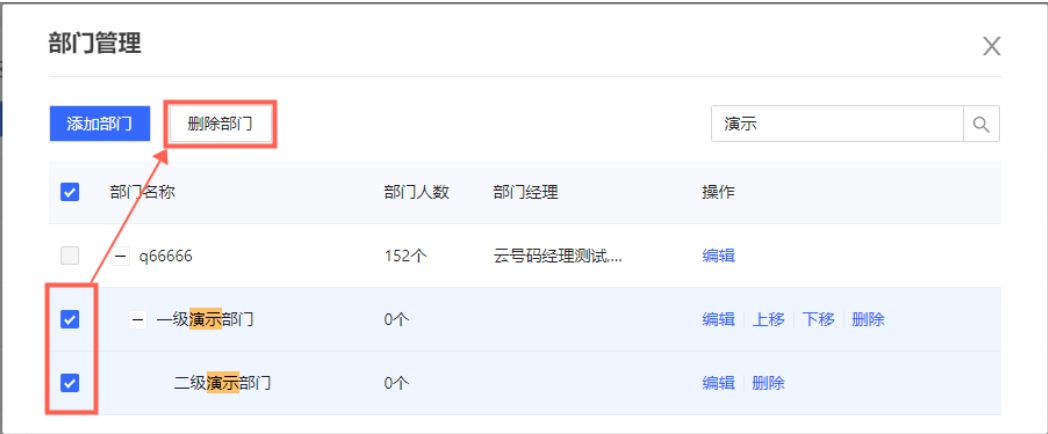 部门管理
添加部门 删除部门 演示
部门名称 部门人数 部门经理 操作
q66666 152个 云号码经理测试,... 编辑
一级演示部门 0个 编辑 上移 下移 删除
二级演示部门 0个 编辑 删除